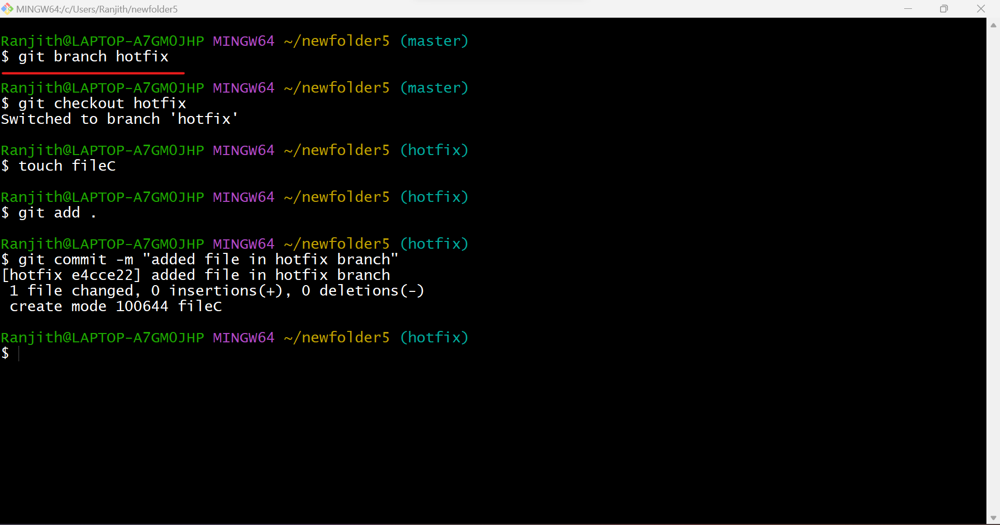 MINGW64:/c/Users/Ranjith/newfolder5
Ranjith@LAPTOP-A7GMOJHP MINGW64 ~/newfolder5 (master)
$ git branch hotfix
Ranjith@LAPTOP-A7GMOJHP MINGW64 ~/newfolder5 (master)
$ git checkout hotfix
Switched to branch 'hotfix'
Ranjith@LAPTOP-A7GMOJHP MINGW64 ~/newfolder5 (hotfix)
$ touch fileC
Ranjith@LAPTOP-A7GMOJHP MINGW64 ~/newfolder5 (hotfix)
$ git add .
Ranjith@LAPTOP-A7GMOJHP MINGW64 ~/newfolder5 (hotfix)
$ git commit -m "added file in hotfix branch"
[hotfix e4cce22] added file in hotfix branch
 1 file changed, 0 insertions(+), 0 deletions(-)
 create mode 100644 fileC
Ranjith@LAPTOP-A7GMOJHP MINGW64 ~/newfolder5 (hotfix)
$